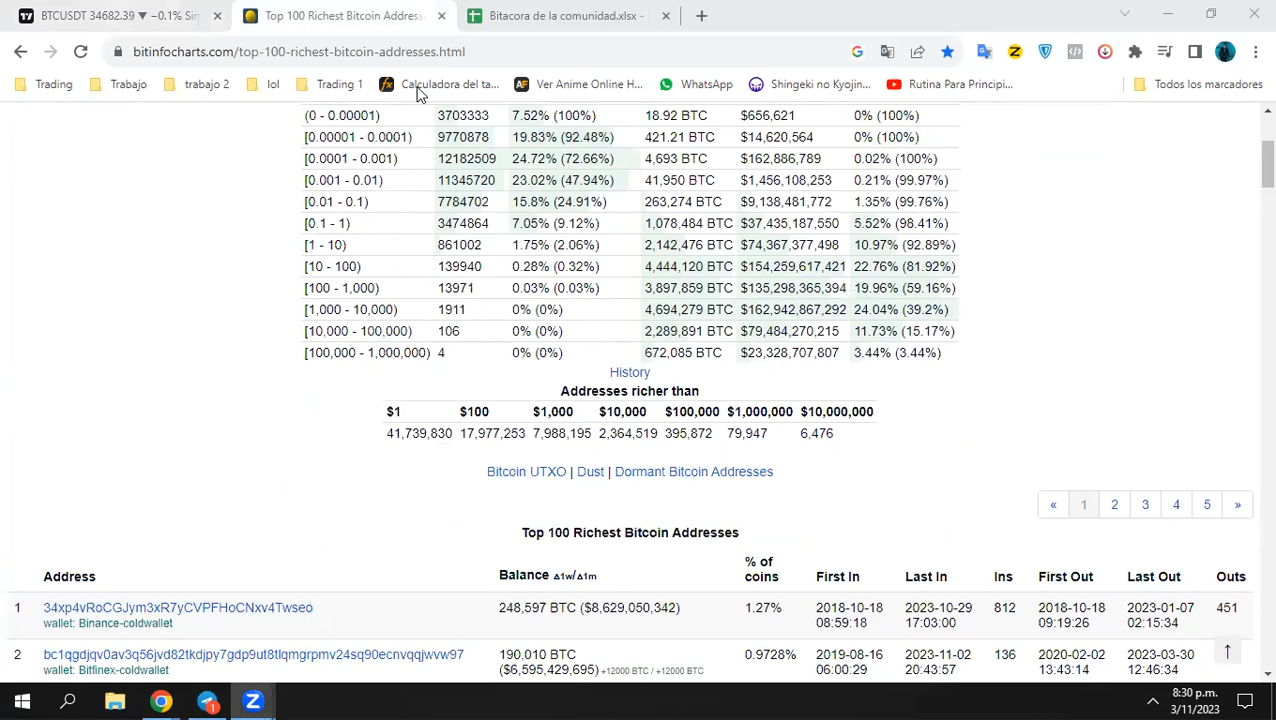 BTCUSDT 34682.39 ▼ −0.1% Sin
Top 100 Richest Bitcoin Address
Bitacora de la comunidad.xlsx -
bitinfocharts.com/top-100-richest-bitcoin-addresses.html
Trading
Trabajo
trabajo 2
lol
Trading 1
Calculadora del ta...
Ver Anime Online H...
WhatsApp
Shingeki no Kyojin...
Rutina Para Principi...
Todos los marcadores
(0 - 0.00001) 3703333 7.52% (100%) 18.92 BTC $656,621 0% (100%)
[0.00001 - 0.0001) 9770878 19.83% (92.48%) 421.21 BTC $14,620,564 0% (100%)
[0.0001 - 0.001) 12182509 24.72% (72.66%) 4,693 BTC $162,886,789 0.02% (100%)
[0.001 - 0.01) 11345720 23.02% (47.94%) 41,950 BTC $1,456,108,253 0.21% (99.97%)
[0.01 - 0.1) 7784702 15.8% (24.91%) 263,274 BTC $9,138,481,772 1.35% (99.76%)
[0.1 - 1) 3474864 7.05% (9.12%) 1,078,484 BTC $37,435,187,550 5.52% (98.41%)
[1 - 10) 861002 1.75% (2.06%) 2,142,476 BTC $74,367,377,498 10.97% (92.89%)
[10 - 100) 139940 0.28% (0.32%) 4,444,120 BTC $154,259,617,421 22.76% (81.92%)
[100 - 1,000) 13971 0.03% (0.03%) 3,897,859 BTC $135,298,365,394 19.96% (59.16%)
[1,000 - 10,000) 1911 0% (0%) 4,694,279 BTC $162,942,867,292 24.04% (39.2%)
[10,000 - 100,000) 106 0% (0%) 2,289,891 BTC $79,484,270,215 11.73% (15.17%)
[100,000 - 1,000,000) 4 0% (0%) 672,085 BTC $23,328,707,807 3.44% (3.44%)
History
Addresses richer than
$1 $100 $1,000 $10,000 $100,000 $1,000,000 $10,000,000
41,739,830 17,977,253 7,988,195 2,364,519 395,872 79,947 6,476
Bitcoin UTXO | Dust | Dormant Bitcoin Addresses
« 1 2 3 4 5 »
Top 100 Richest Bitcoin Addresses
Address Balance △1w/△1m % of coins First In Last In Ins First Out Last Out Outs
1 34xp4vRoCGJym3xR7yCVPFHoCNxv4Twseo 248,597 BTC ($8,629,050,342) 1.27% 2018-10-18 2023-10-29 812 2018-10-18 2023-01-07 451
wallet: Binance-coldwallet 08:59:18 17:03:00 09:19:26 02:15:34
2 bc1qgdjqv0av3q56jvd82tkdjpy7gdp9ut8tlqmgrpmv24sq90ecnvqqjwvw97 190,010 BTC 0.9728% 2019-08-16 2023-11-02 136 2020-02-02 2023-03-30
wallet: Bitfinex-coldwallet ($6,595,429,695) +12000 BTC / +12000 BTC 06:00:29 20:43:57 13:43:14 12:46:34
↑
8:30 p.m.
3/11/2023